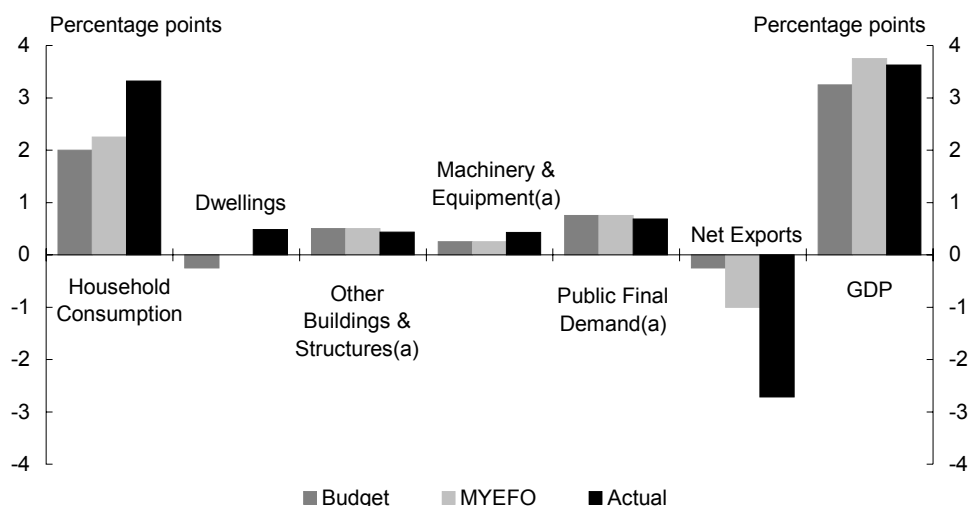 Percentage points
Percentage points
4
4
3
3
2
2
1
1
0
0
-1
-1
-2
-2
-3
-3
-4
-4
Household
Consumption
Dwellings
Other
Buildings &
Structures(a)
Machinery &
Equipment(a)
Public Final
Demand(a)
Net Exports
GDP
Budget
MYEFO
Actual